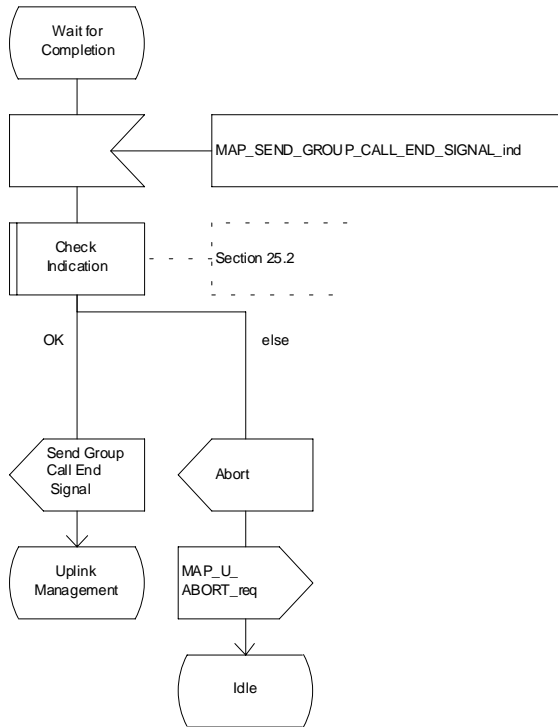 Wait for
Completion
MAP_SEND_GROUP_CALL_END_SIGNAL_ind
Check
Indication
Section 25.2
OK
else
Send Group
Call End
Signal
Abort
Uplink
Management
MAP_U_
ABORT_req
Idle